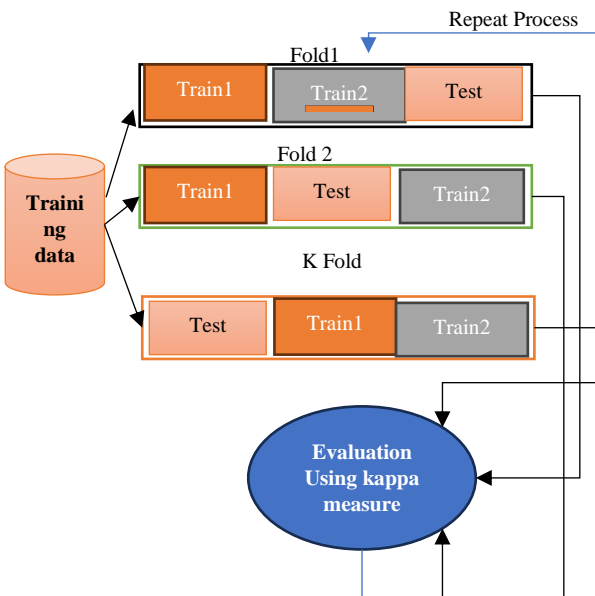 Repeat Process
Fold1
Train1
Train2
Test
Fold 2
Train1
Test
Train2
Traini
ng
data
K Fold
Test
Train1
Train2
Evaluation
Using kappa
measure